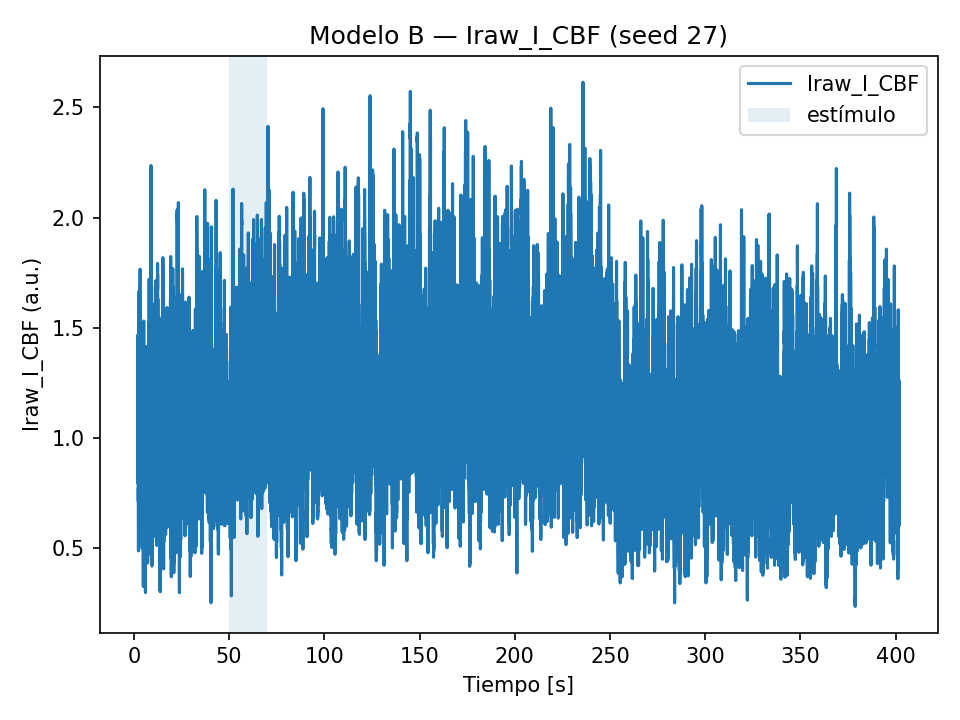 Modelo B — Iraw_I_CBF (seed 27)
Iraw_I_CBF
estímulo
Iraw_I_CBF (a.u.)
2.5
2.0
1.5
1.0
0.5
0 50 100 150 200 250 300 350 400
Tiempo [s]